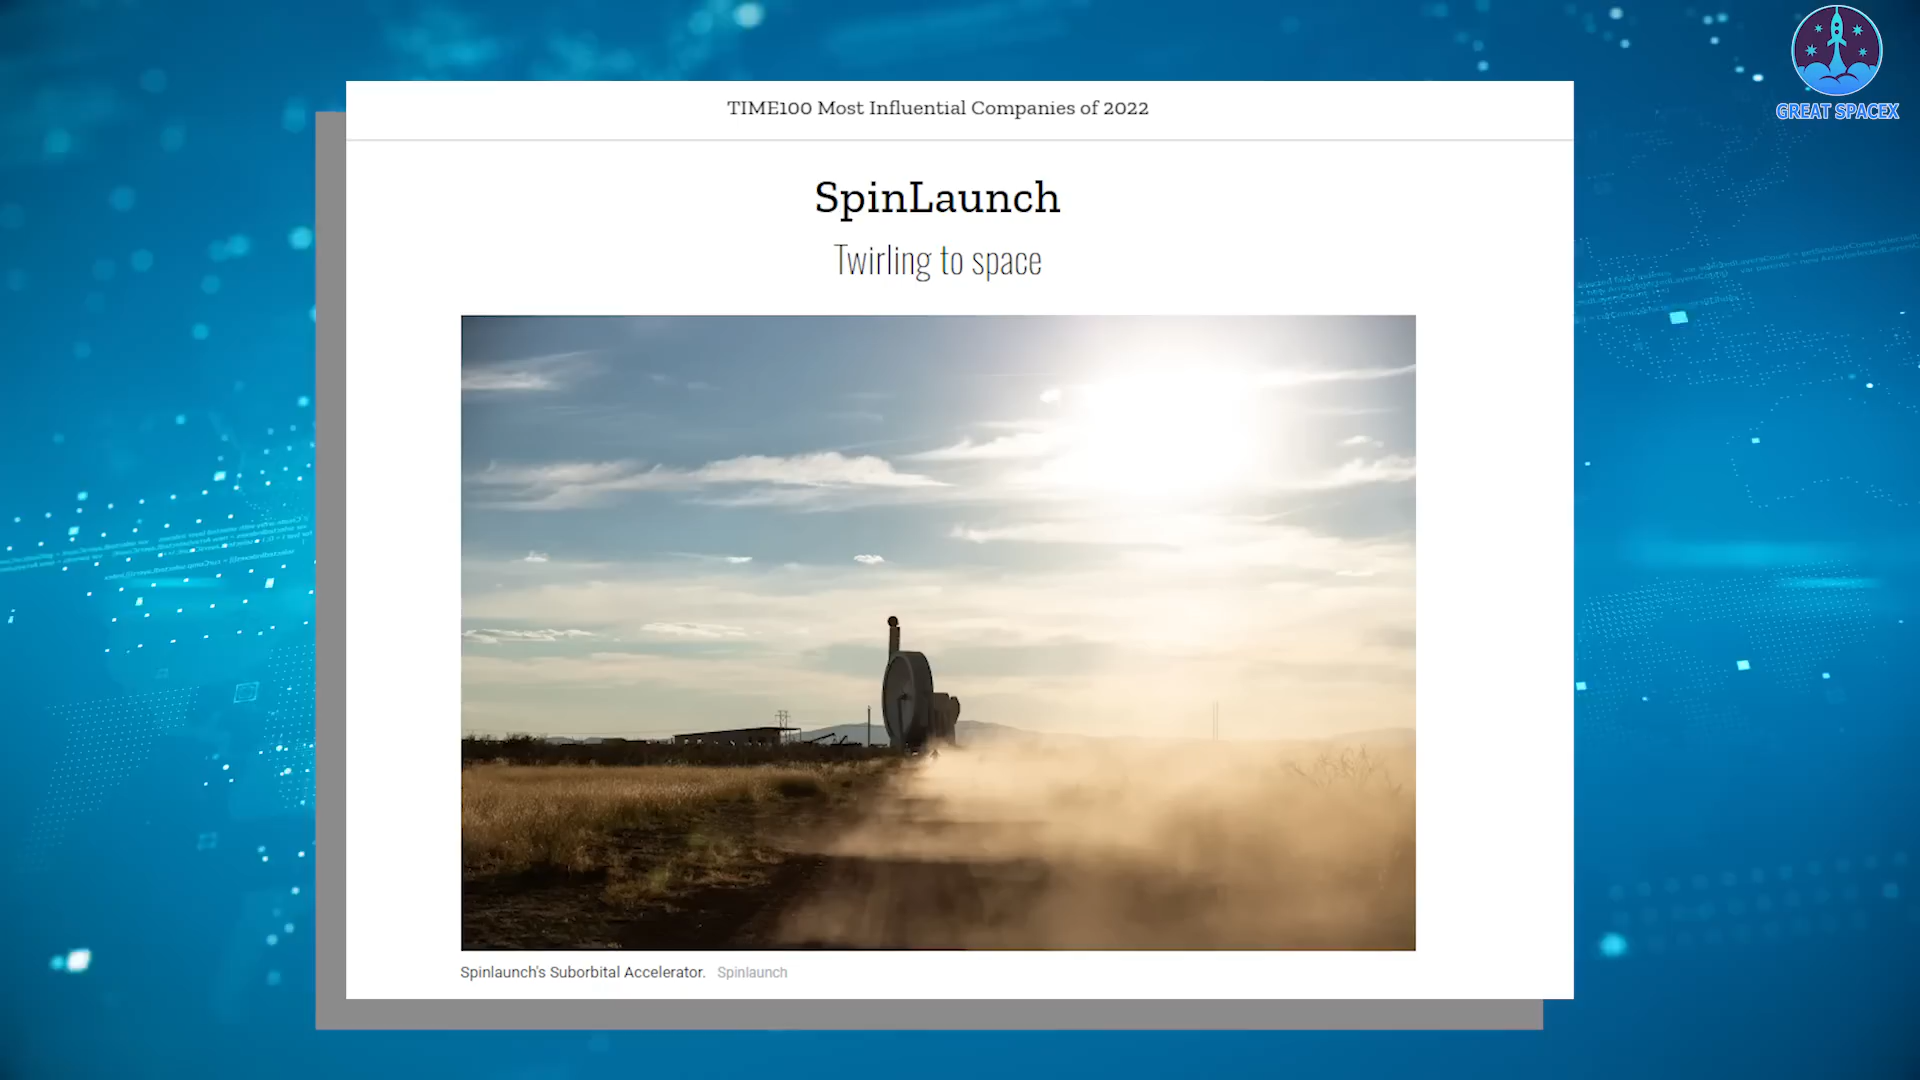 GREAT SPACEX
TIME100 Most Influential Companies of 2022
SpinLaunch
Twirling to space
Spinlaunch's Suborbital Accelerator. Spinlaunch